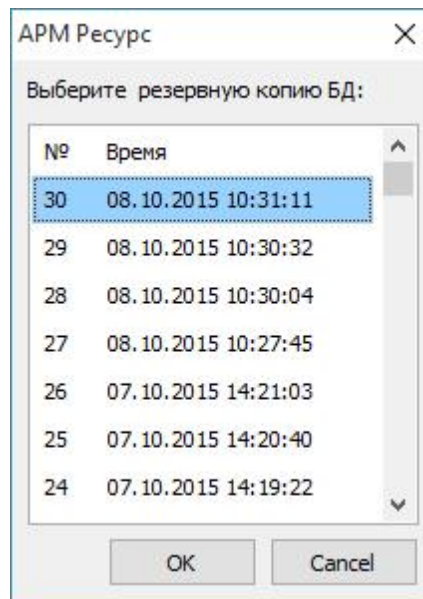 АРМ Ресурс
Выберите резервную копию БД:
№ Время
30 08.10.2015 10:31:11
29 08.10.2015 10:30:32
28 08.10.2015 10:30:04
27 08.10.2015 10:27:45
26 07.10.2015 14:21:03
25 07.10.2015 14:20:40
24 07.10.2015 14:19:22
OK Cancel